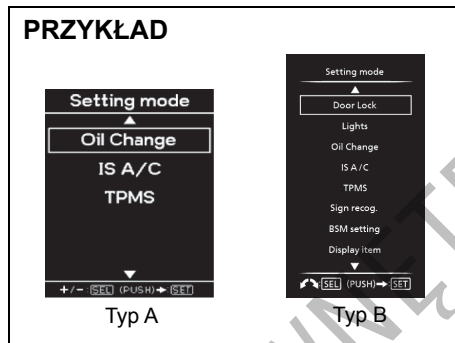 PRZYKŁAD
Setting mode
Oil Change
IS A/C
TPMS
+/- :SEL (PUSH)➔SET
Typ A
Setting mode
Door Lock
Lights
Oil Change
IS A/C
TPMS
Sign recog.
BSM setting
Display item
:SEL (PUSH)➔:SET
Typ B